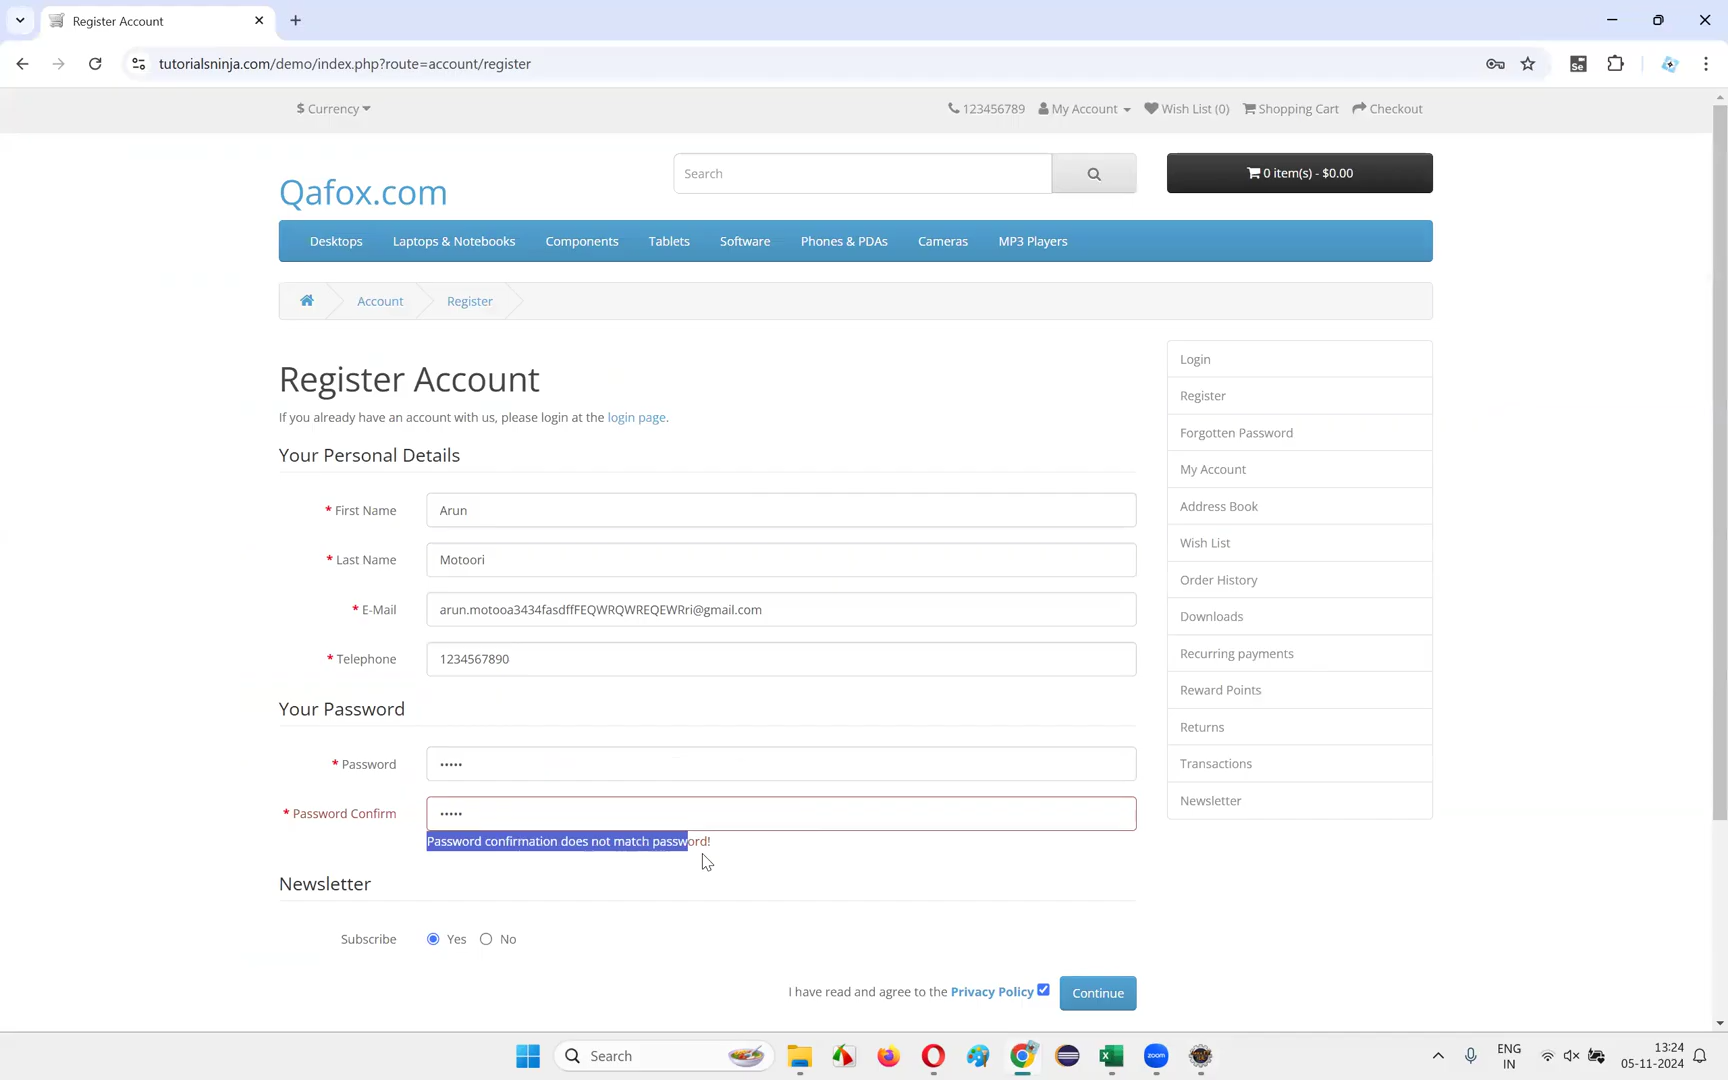 Register Account
tutorialsninja.com/demo/index.php?route=account/register
$ Currency
123456789 My Account Wish List (0) Shopping Cart Checkout
Qafox.com
Search
0 item(s) - $0.00
Desktops Laptops & Notebooks Components Tablets Software Phones & PDAs Cameras MP3 Players
Account Register
Register Account
If you already have an account with us, please login at the login page.
Your Personal Details
* First Name Arun
* Last Name Motoori
* E-Mail arun.motooa3434fasdffFEQWRQWREQEWRri@gmail.com
* Telephone 1234567890
Your Password
* Password •••••
* Password Confirm •••••
Password confirmation does not match password!
Newsletter
Subscribe Yes No
I have read and agree to the Privacy Policy Continue
Login
Register
Forgotten Password
My Account
Address Book
Wish List
Order History
Downloads
Recurring payments
Reward Points
Returns
Transactions
Newsletter
Search
zoom
ENG
IN
13:24
05-11-2024